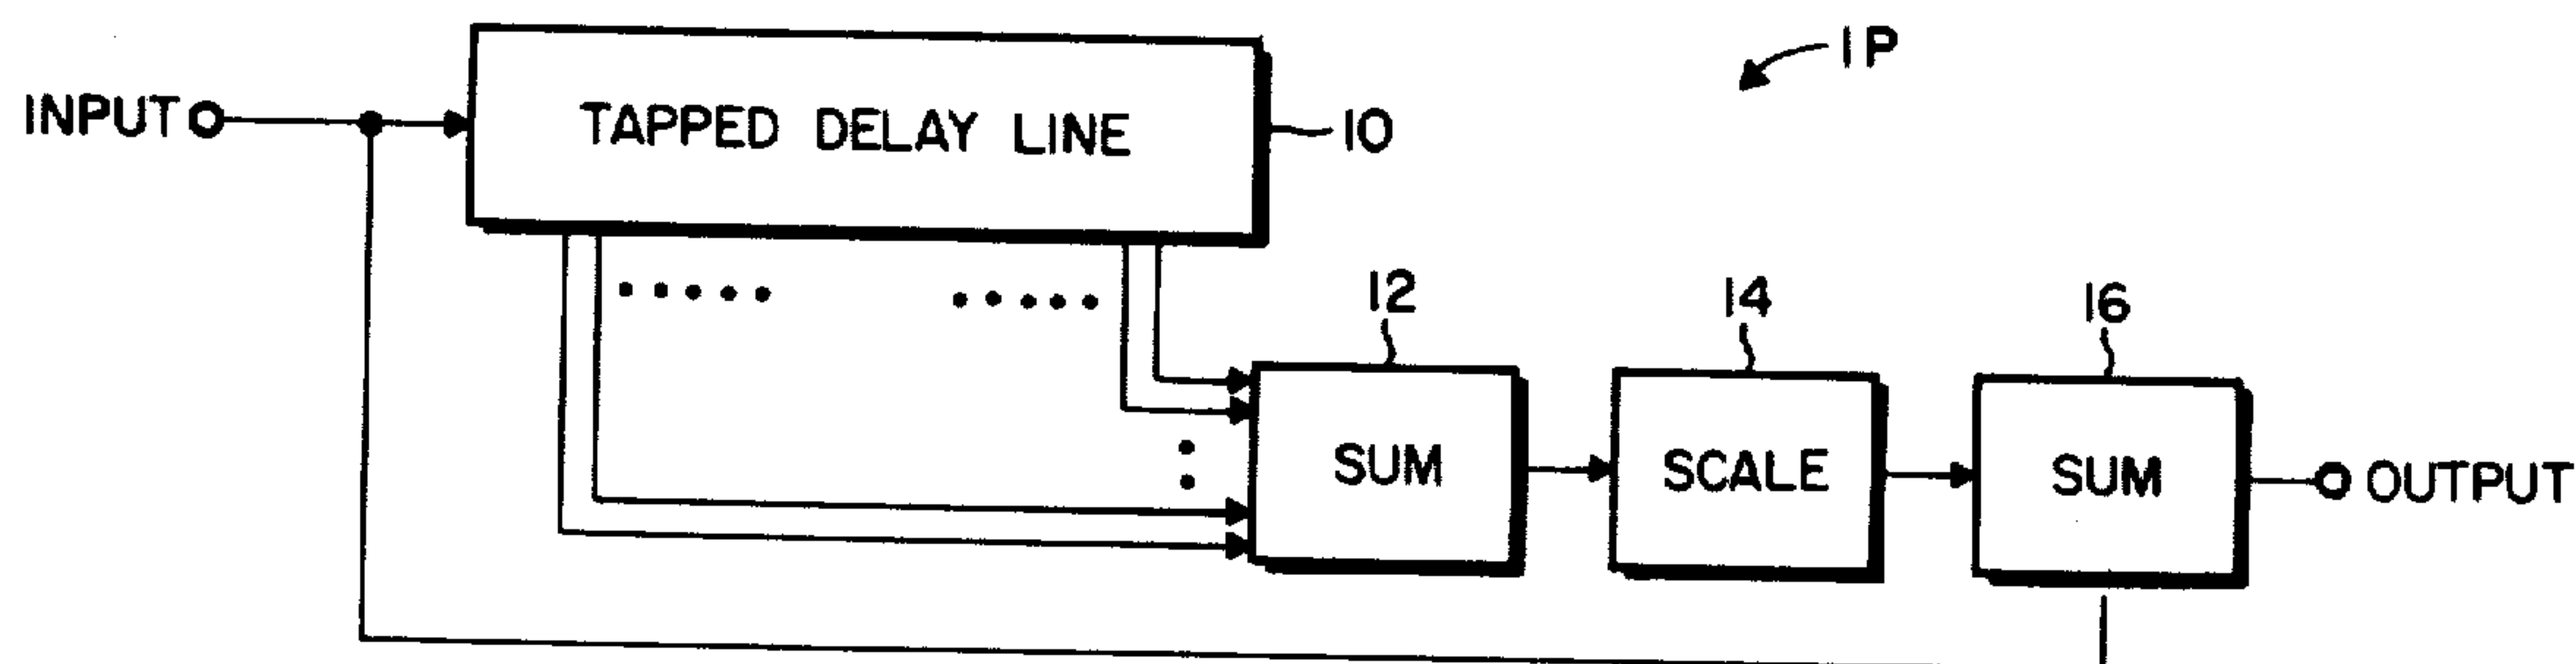 1P
INPUT
TAPPED DELAY LINE
10
12
14
16
SUM
SCALE
SUM
OUTPUT